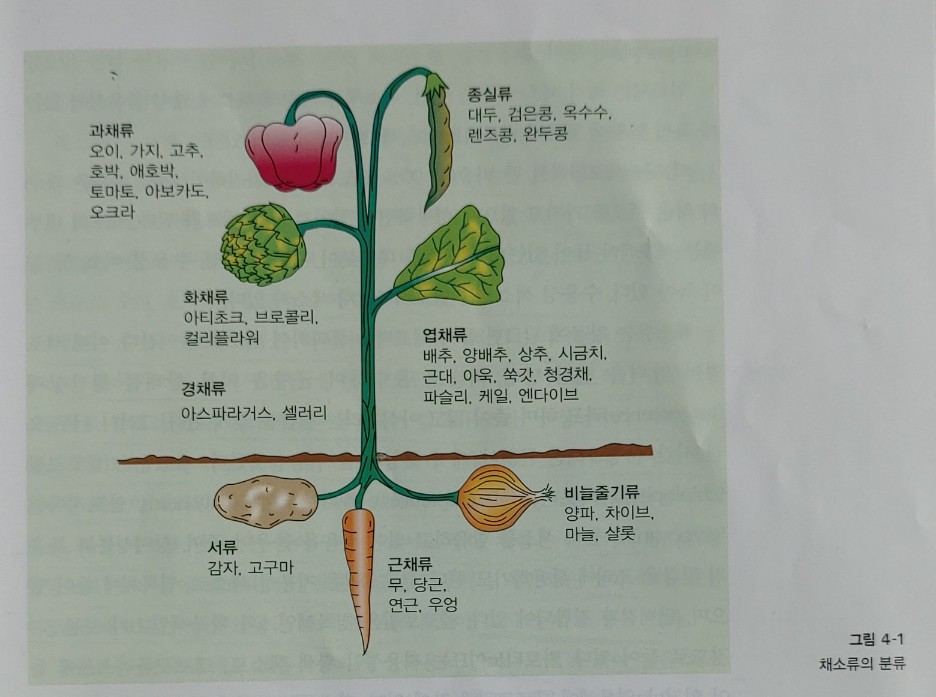 종실류
대두, 검은콩, 옥수수,
렌즈콩, 완두콩
과채류
오이, 가지, 고추,
호박, 애호박,
토마토, 아보카도,
오크라
화채류
아티초크, 브로콜리,
컬리플라워
엽채류
배추, 양배추, 상추, 시금치,
근대, 아욱, 쑥갓, 청경채,
파슬리, 케일, 엔다이브
경채류
아스파라거스, 셀러리
비늘줄기류
양파, 차이브,
마늘, 샬롯
서류
감자, 고구마
근채류
무, 당근,
연근, 우엉
그림 4-1
채소류의 분류